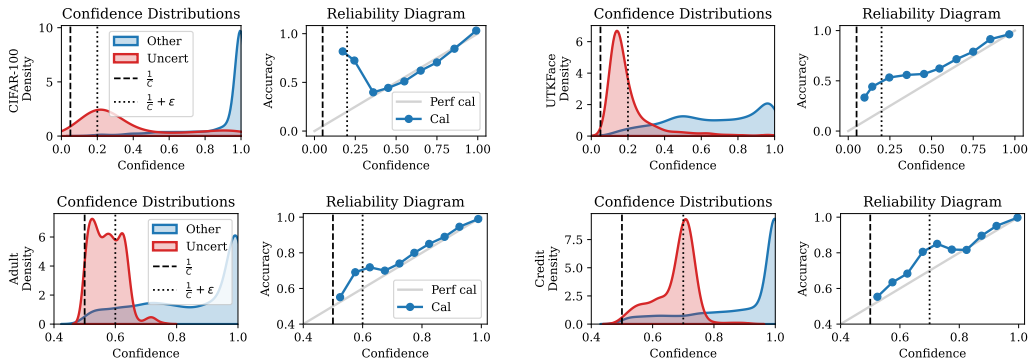 Confidence Distributions
CIFAR-100
Density
10
5
0
Other
Uncert
1/C
1/C + ε
0.0 0.2 0.4 0.6 0.8 1.0
Confidence
Reliability Diagram
Accuracy
1.0
0.5
0.0
Perf cal
Cal
0.00 0.25 0.50 0.75 1.00
Confidence
Confidence Distributions
UTKFace
Density
6
4
2
0
0.0 0.2 0.4 0.6 0.8 1.0
Confidence
Reliability Diagram
Accuracy
1.0
0.5
0.0
0.00 0.25 0.50 0.75 1.00
Confidence
Confidence Distributions
Adult
Density
6
4
2
0
Other
Uncert
1/C
1/C + ε
0.4 0.6 0.8 1.0
Confidence
Reliability Diagram
Accuracy
1.0
0.8
0.6
0.4
Perf cal
Cal
0.4 0.6 0.8 1.0
Confidence
Confidence Distributions
Credit
Density
7.5
5.0
2.5
0.0
0.4 0.6 0.8 1.0
Confidence
Reliability Diagram
Accuracy
1.0
0.8
0.6
0.4
0.4 0.6 0.8 1.0
Confidence